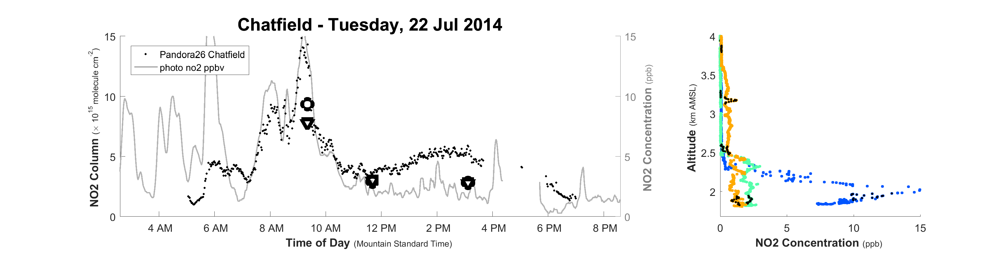 Chatfield - Tuesday, 22 Jul 2014
NO2 Column (× 10^15 molecule cm^-2)
15
10
5
0
Pandora26 Chatfield
photo no2 ppbv
4 AM 6 AM 8 AM 10 AM 12 PM 2 PM 4 PM 6 PM 8 PM
Time of Day (Mountain Standard Time)
15
10
5
0
NO2 Concentration (ppb)
Altitude (km AMSL)
4
3.5
3
2.5
2
0 5 10 15
NO2 Concentration (ppb)